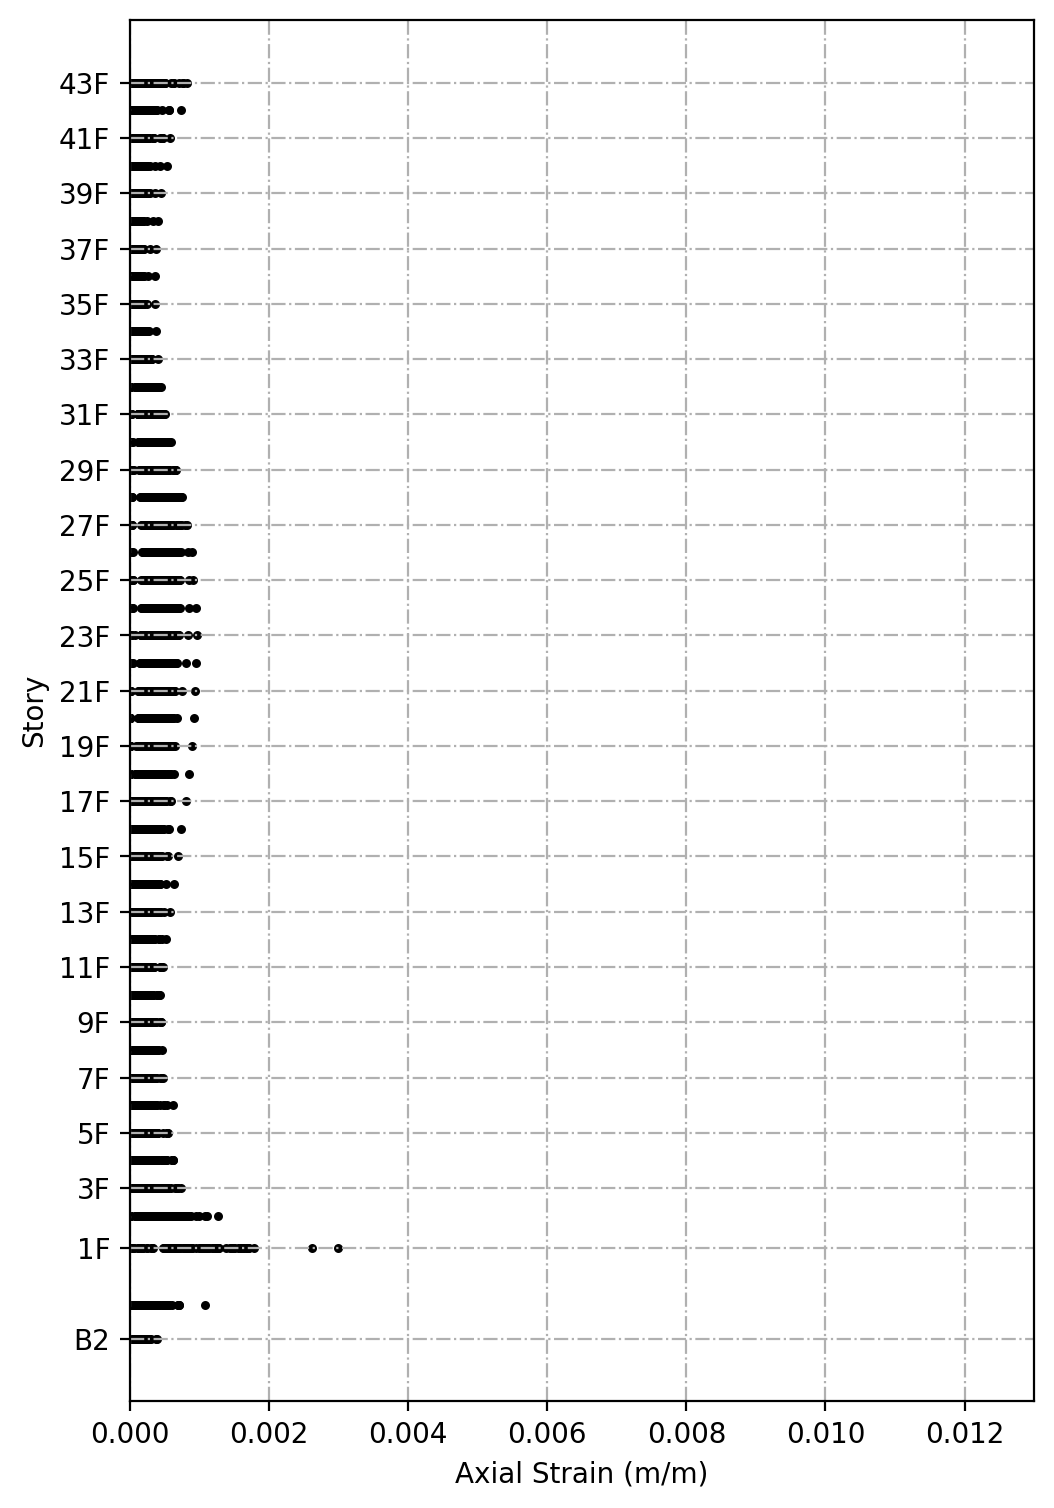 43F
41F
39F
37F
35F
33F
31F
29F
27F
25F
23F
21F
19F
17F
15F
13F
11F
9F
7F
5F
3F
1F
B2
Story
0.000 0.002 0.004 0.006 0.008 0.010 0.012
Axial Strain (m/m)